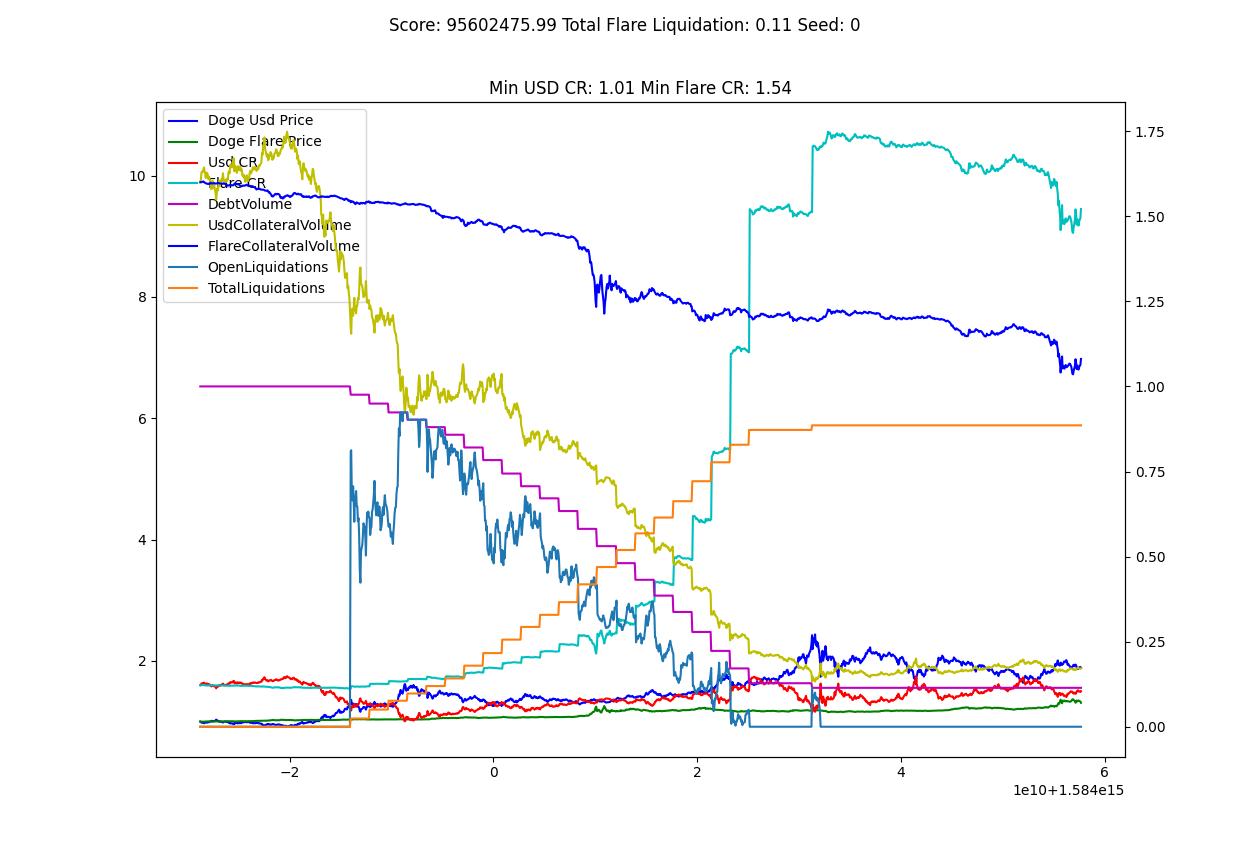 Score: 95602475.99 Total Flare Liquidation: 0.11 Seed: 0
Min USD CR: 1.01 Min Flare CR: 1.54
Doge Usd Price
Doge Flare Price
Usd CR
Flare CR
DebtVolume
UsdCollateralVolume
FlareCollateralVolume
OpenLiquidations
TotalLiquidations
10
8
6
4
2
1.75
1.50
1.25
1.00
0.75
0.50
0.25
0.00
−2
0
2
4
6
1e10+1.584e15